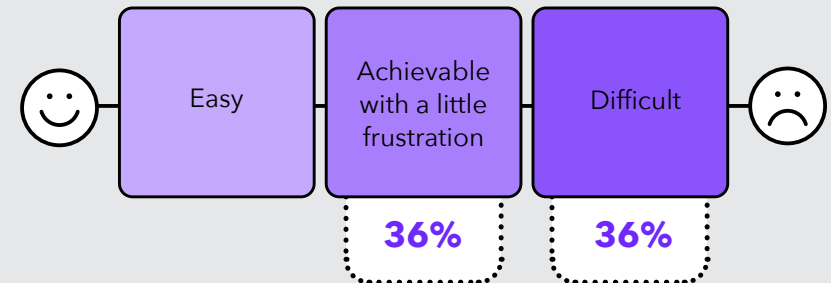 Easy
Achievable
with a little
frustration
Difficult
36%
36%